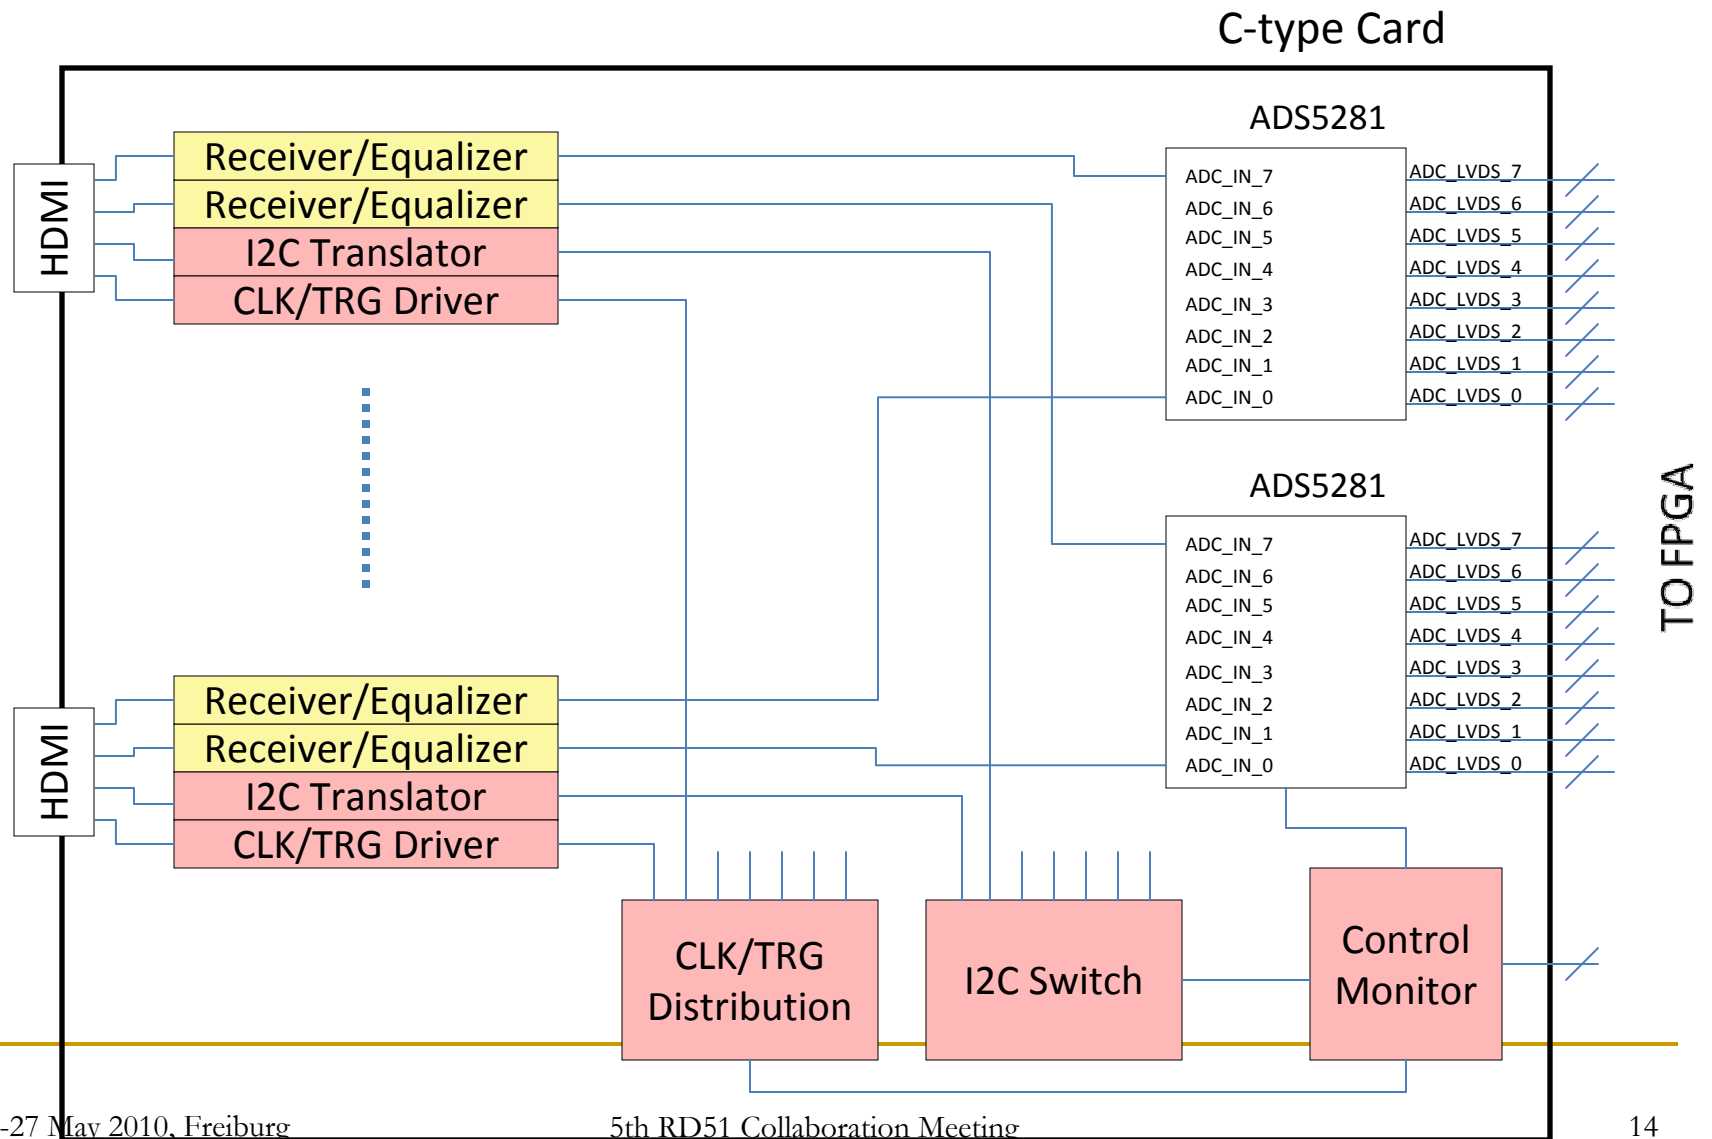 C-type Card
HDMI
Receiver/Equalizer
Receiver/Equalizer
I2C Translator
CLK/TRG Driver
ADS5281
ADC_IN_7
ADC_IN_6
ADC_IN_5
ADC_IN_4
ADC_IN_3
ADC_IN_2
ADC_IN_1
ADC_IN_0
ADC_LVDS_7
ADC_LVDS_6
ADC_LVDS_5
ADC_LVDS_4
ADC_LVDS_3
ADC_LVDS_2
ADC_LVDS_1
ADC_LVDS_0
ADS5281
ADC_IN_7
ADC_IN_6
ADC_IN_5
ADC_IN_4
ADC_IN_3
ADC_IN_2
ADC_IN_1
ADC_IN_0
ADC_LVDS_7
ADC_LVDS_6
ADC_LVDS_5
ADC_LVDS_4
ADC_LVDS_3
ADC_LVDS_2
ADC_LVDS_1
ADC_LVDS_0
TO FPGA
HDMI
Receiver/Equalizer
Receiver/Equalizer
I2C Translator
CLK/TRG Driver
CLK/TRG
Distribution
I2C Switch
Control
Monitor
-27 May 2010, Freiburg
5th RD51 Collaboration Meeting
14